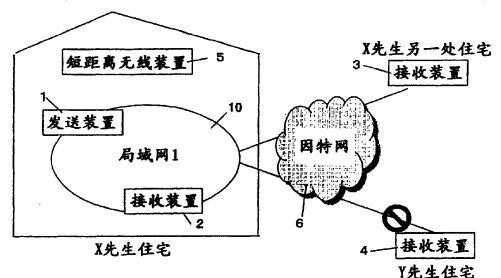 短距离无线装置 5
X先生另一处住宅
3 接收装置
1
发送装置
10
局域网1
因特网
接收装置
2
6
4 接收装置
X先生住宅
Y先生住宅